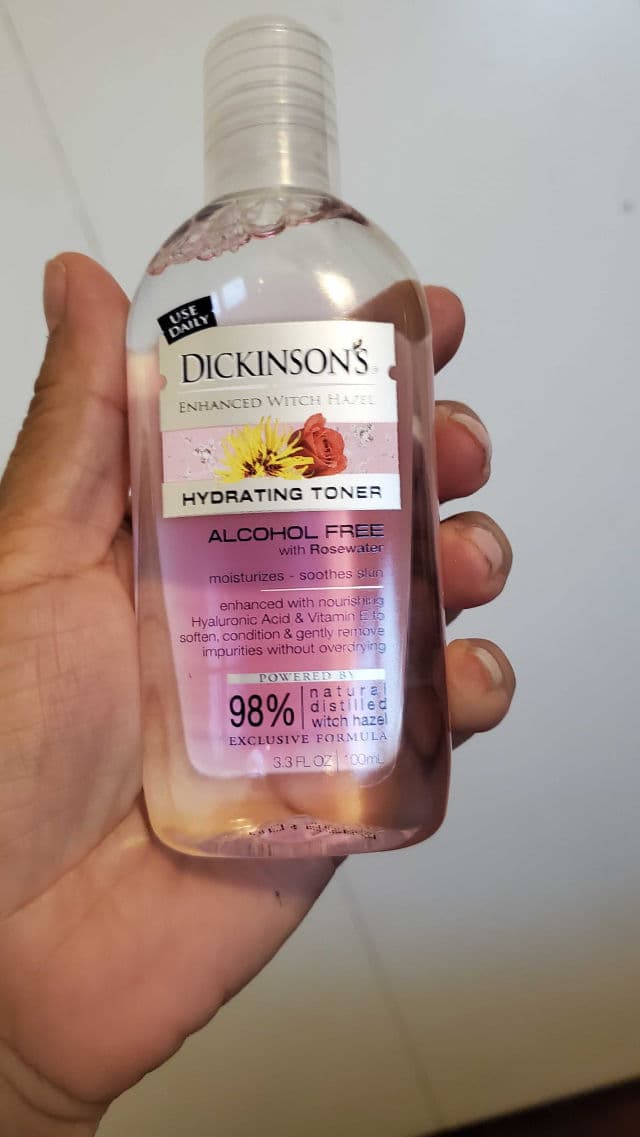 USE
DAILY
DICKINSON'S
ENHANCED WITCH HAZEL
HYDRATING TONER
ALCOHOL FREE
with Rosewater
moisturizes - soothes skin
enhanced with nourishing
Hyaluronic Acid & Vitamin E to
soften, condition & gently remove
impurities without overdrying
POWERED BY
98%
natural
distilled
witch hazel
EXCLUSIVE FORMULA
3.3 FL OZ 100mL